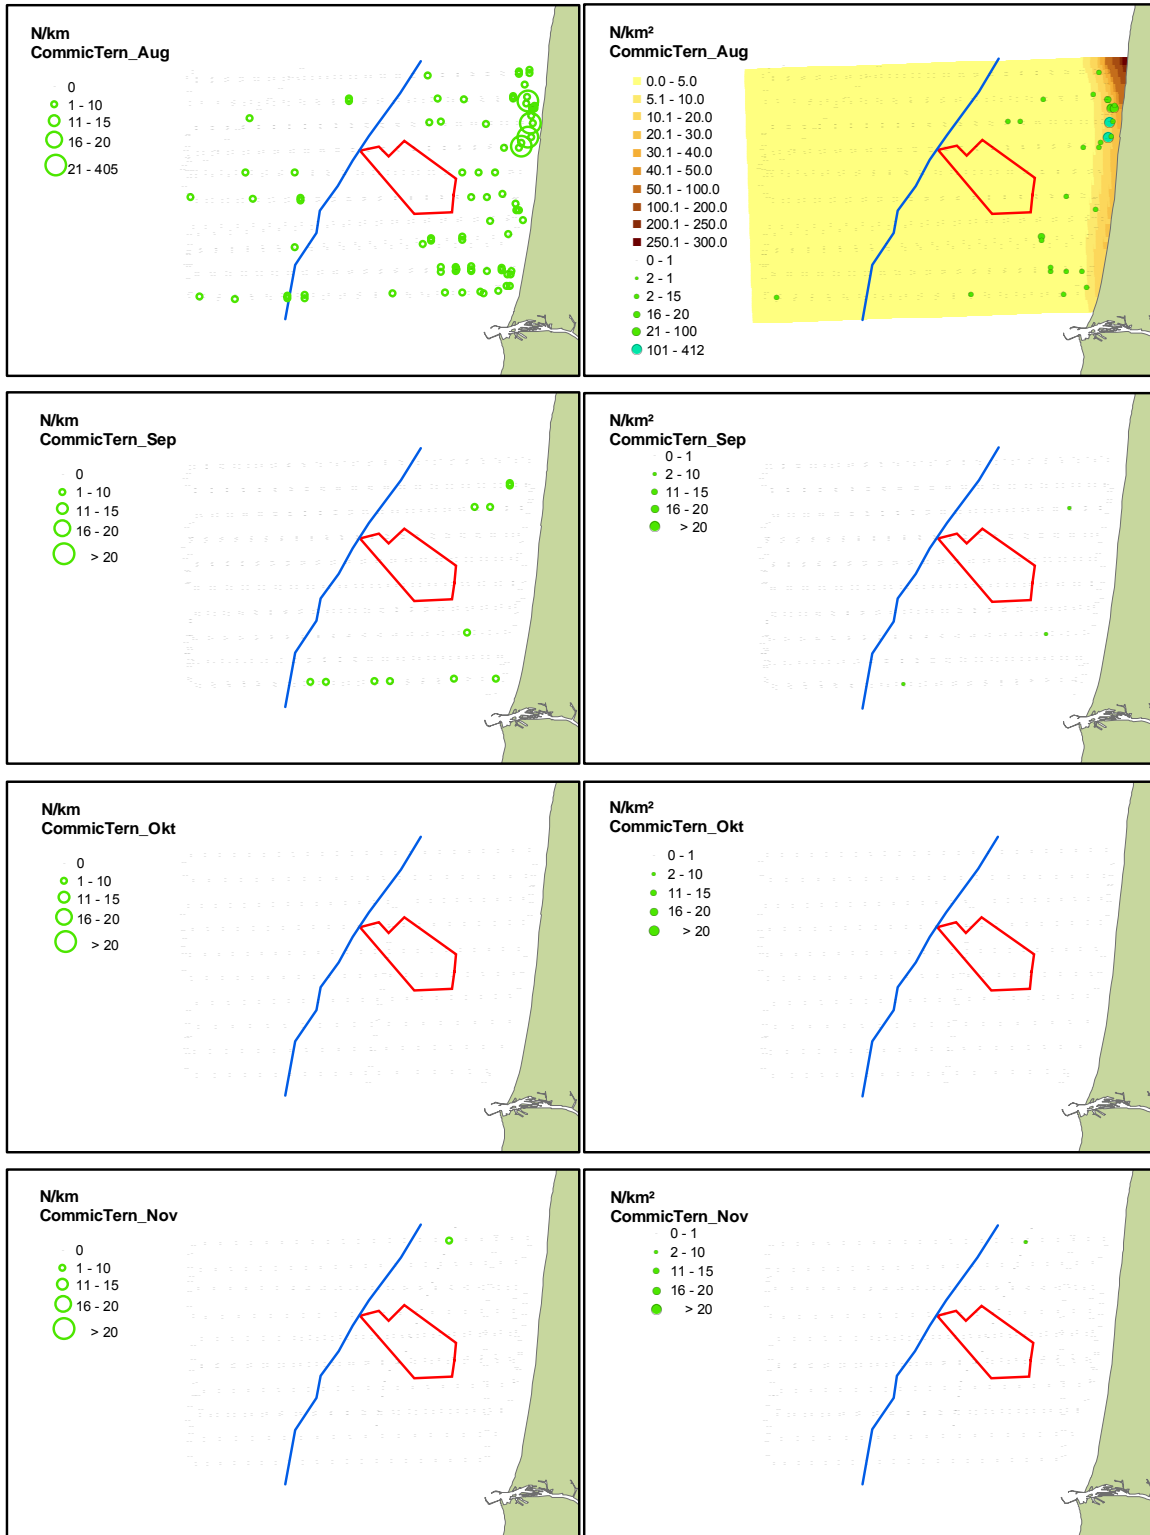 N/km
CommicTern_Aug
0
1 - 10
11 - 15
16 - 20
21 - 405
N/km²
CommicTern_Aug
0.0 - 5.0
5.1 - 10.0
10.1 - 20.0
20.1 - 30.0
30.1 - 40.0
40.1 - 50.0
50.1 - 100.0
100.1 - 200.0
200.1 - 250.0
250.1 - 300.0
0 - 1
2 - 1
2 - 15
16 - 20
21 - 100
101 - 412
N/km
CommicTern_Sep
0
1 - 10
11 - 15
16 - 20
> 20
N/km²
CommicTern_Sep
0 - 1
2 - 10
11 - 15
16 - 20
> 20
N/km
CommicTern_Okt
0
1 - 10
11 - 15
16 - 20
> 20
N/km²
CommicTern_Okt
0 - 1
2 - 10
11 - 15
16 - 20
> 20
N/km
CommicTern_Nov
0
1 - 10
11 - 15
16 - 20
> 20
N/km²
CommicTern_Nov
0 - 1
2 - 10
11 - 15
16 - 20
> 20